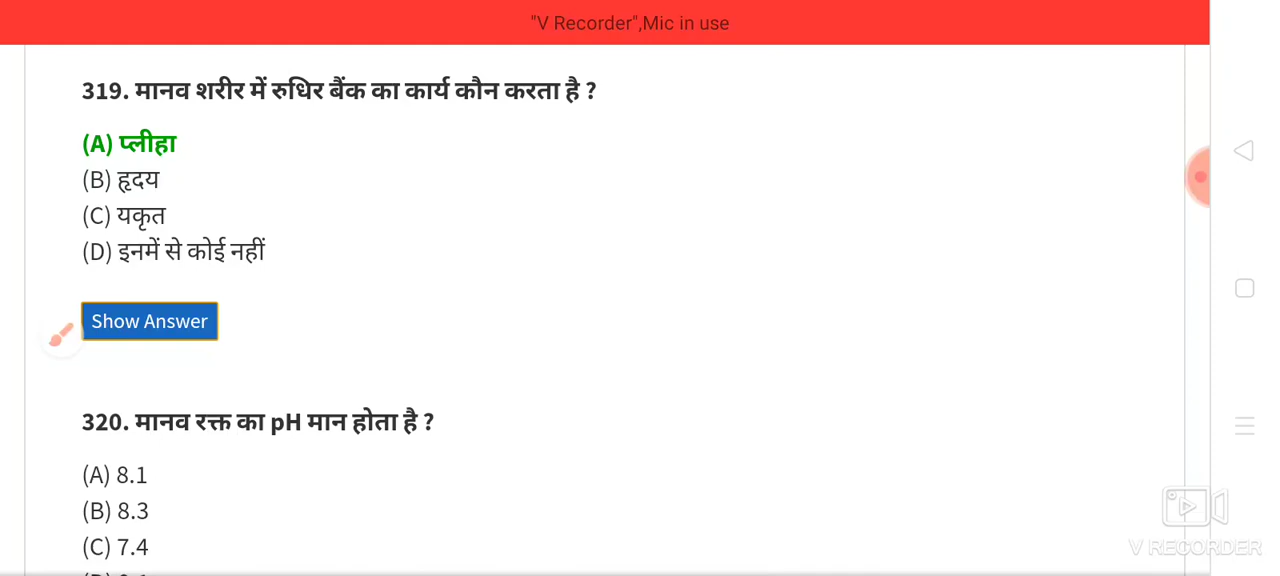 "V Recorder",Mic in use
319. मानव शरीर में रुधिर बैंक का कार्य कौन करता है ?
(A) प्लीहा
(B) हृदय
(C) यकृत
(D) इनमें से कोई नहीं
Show Answer
320. मानव रक्त का pH मान होता है ?
(A) 8.1
(B) 8.3
(C) 7.4
V RECORDER